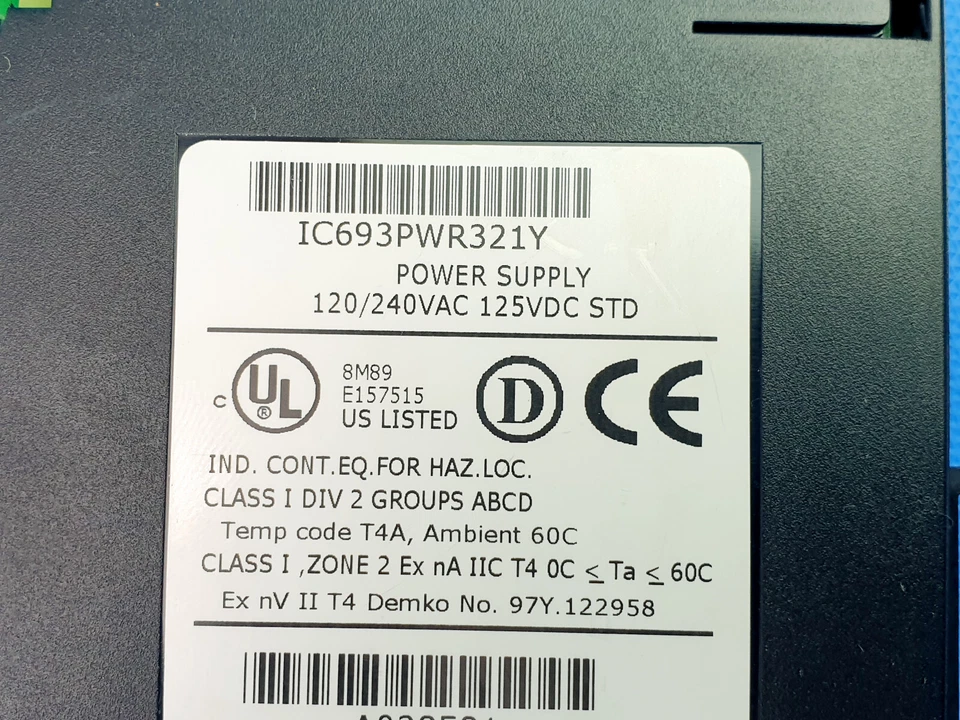 IC693PWR321Y
POWER SUPPLY
120/240VAC 125VDC STD
c UL ® 8M89
E157515
US LISTED
D CE
IND. CONT.EQ.FOR HAZ.LOC.
CLASS I DIV 2 GROUPS ABCD
Temp code T4A, Ambient 60C
CLASS I ,ZONE 2 Ex nA IIC T4 0C ≤ Ta ≤ 60C
Ex nV II T4 Demko No. 97Y.122958